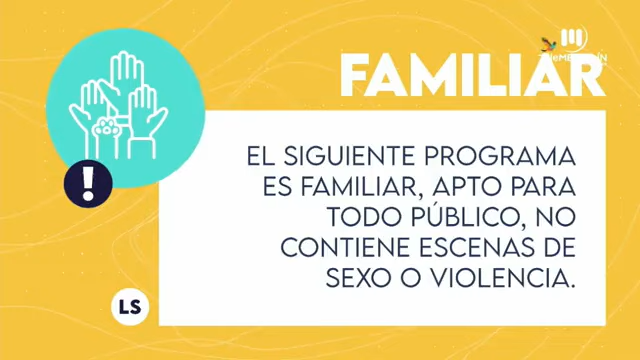 FAMILIAR
EL SIGUIENTE PROGRAMA
ES FAMILIAR, APTO PARA
TODO PÚBLICO, NO
CONTIENE ESCENAS DE
SEXO O VIOLENCIA.
!
LS